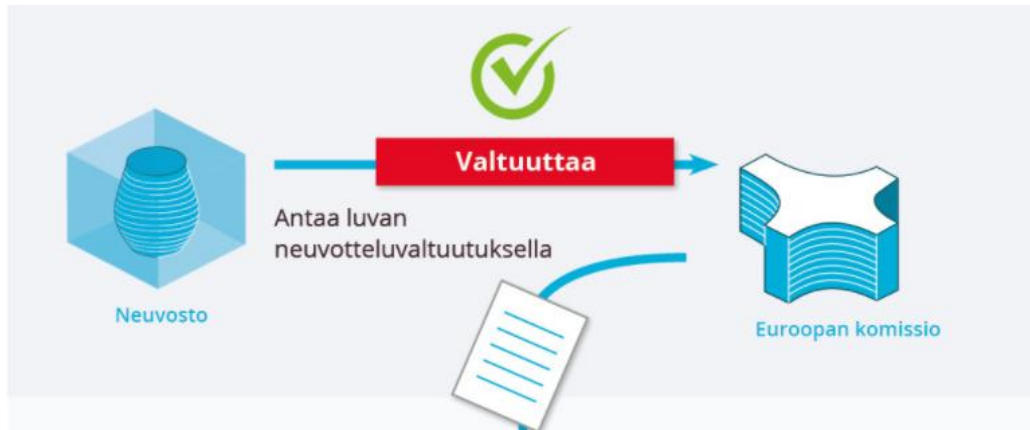 Valtuuttaa
Antaa luvan
neuvotteluvaltuutuksella
Neuvosto
Euroopan komissio